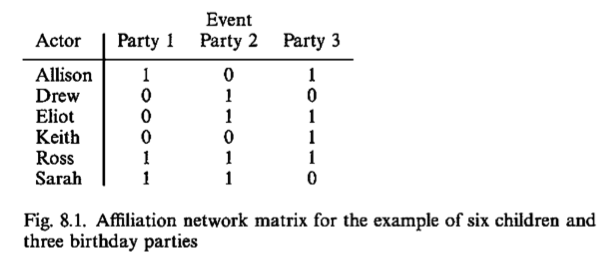 Event
Actor Party 1 Party 2 Party 3
Allison 1 0 1
Drew 0 1 0
Eliot 0 1 1
Keith 0 0 1
Ross 1 1 1
Sarah 1 1 0
Fig. 8.1. Affiliation network matrix for the example of six children and
three birthday parties